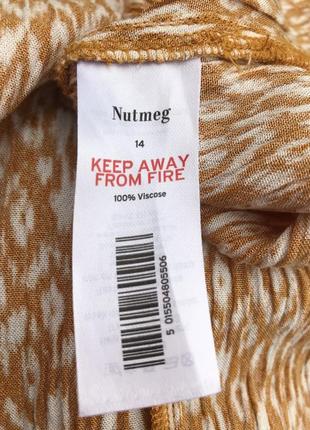 Nutmeg
14
KEEP AWAY
FROM FIRE
100% Viscose
5 015504 805506